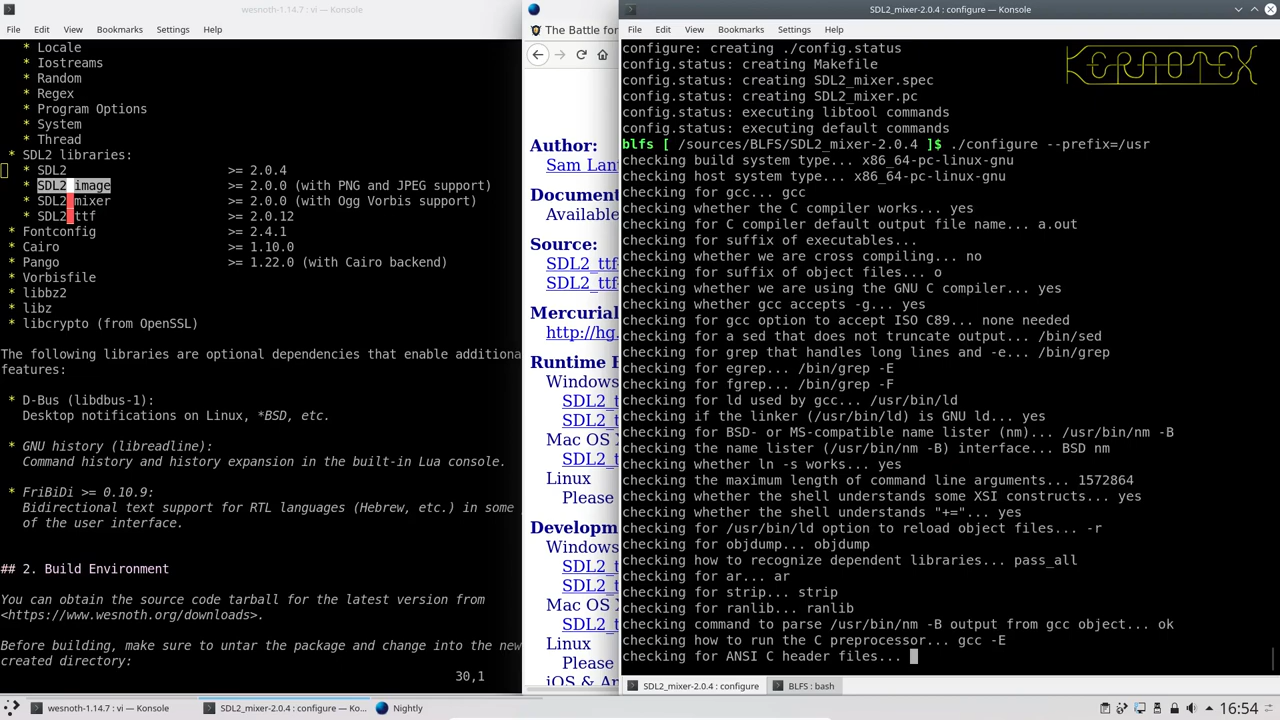 wesnoth-1.14.7 : vi — Konsole
File Edit View Bookmarks Settings Help
* Locale
* Iostreams
* Random
* Regex
* Program Options
* System
* Thread
* SDL2 libraries:
* SDL2 >= 2.0.4
* SDL2_image >= 2.0.0 (with PNG and JPEG support)
* SDL2_mixer >= 2.0.0 (with Ogg Vorbis support)
* SDL2_ttf >= 2.0.12
* Fontconfig >= 2.4.1
* Cairo >= 1.10.0
* Pango >= 1.22.0 (with Cairo backend)
* Vorbisfile
* libbz2
* libz
* libcrypto (from OpenSSL)
The following libraries are optional dependencies that enable additiona
features:
* D-Bus (libdbus-1):
Desktop notifications on Linux, *BSD, etc.
* GNU history (libreadline):
Command history and history expansion in the built-in Lua console.
* FriBiDi >= 0.10.9:
Bidirectional text support for RTL languages (Hebrew, etc.) in some
of the user interface.
## 2. Build Environment
You can obtain the source code tarball for the latest version from
<https://www.wesnoth.org/downloads>.
Before building, make sure to untar the package and change into the new
created directory:
30,1
The Battle for
Author:
Sam Lant
Document
Available
Source:
SDL2_ttf-
SDL2_ttf-
Mercurial
http://hg.
Runtime B
Windows
SDL2_tt
SDL2_tt
Mac OS X
SDL2_tt
Linux
Please
Developm
Windows
SDL2_tt
SDL2_tt
Mac OS X
SDL2_tt
Linux
Please
iOS & An
SDL2_mixer-2.0.4 : configure — Konsole
File Edit View Bookmarks Settings Help
KERNOTEX
configure: creating ./config.status
config.status: creating Makefile
config.status: creating SDL2_mixer.spec
config.status: creating SDL2_mixer.pc
config.status: executing libtool commands
config.status: executing default commands
blfs [ /sources/BLFS/SDL2_mixer-2.0.4 ]$ ./configure --prefix=/usr
checking build system type... x86_64-pc-linux-gnu
checking host system type... x86_64-pc-linux-gnu
checking for gcc... gcc
checking whether the C compiler works... yes
checking for C compiler default output file name... a.out
checking for suffix of executables...
checking whether we are cross compiling... no
checking for suffix of object files... o
checking whether we are using the GNU C compiler... yes
checking whether gcc accepts -g... yes
checking for gcc option to accept ISO C89... none needed
checking for a sed that does not truncate output... /bin/sed
checking for grep that handles long lines and -e... /bin/grep
checking for egrep... /bin/grep -E
checking for fgrep... /bin/grep -F
checking for ld used by gcc... /usr/bin/ld
checking if the linker (/usr/bin/ld) is GNU ld... yes
checking for BSD- or MS-compatible name lister (nm)... /usr/bin/nm -B
checking the name lister (/usr/bin/nm -B) interface... BSD nm
checking whether ln -s works... yes
checking the maximum length of command line arguments... 1572864
checking whether the shell understands some XSI constructs... yes
checking whether the shell understands "+="... yes
checking for /usr/bin/ld option to reload object files... -r
checking for objdump... objdump
checking how to recognize dependent libraries... pass_all
checking for ar... ar
checking for strip... strip
checking for ranlib... ranlib
checking command to parse /usr/bin/nm -B output from gcc object... ok
checking how to run the C preprocessor... gcc -E
checking for ANSI C header files...
SDL2_mixer-2.0.4 : configure
BLFS : bash
wesnoth-1.14.7 : vi — Konsole
SDL2_mixer-2.0.4 : configure — Ko...
Nightly
16:54